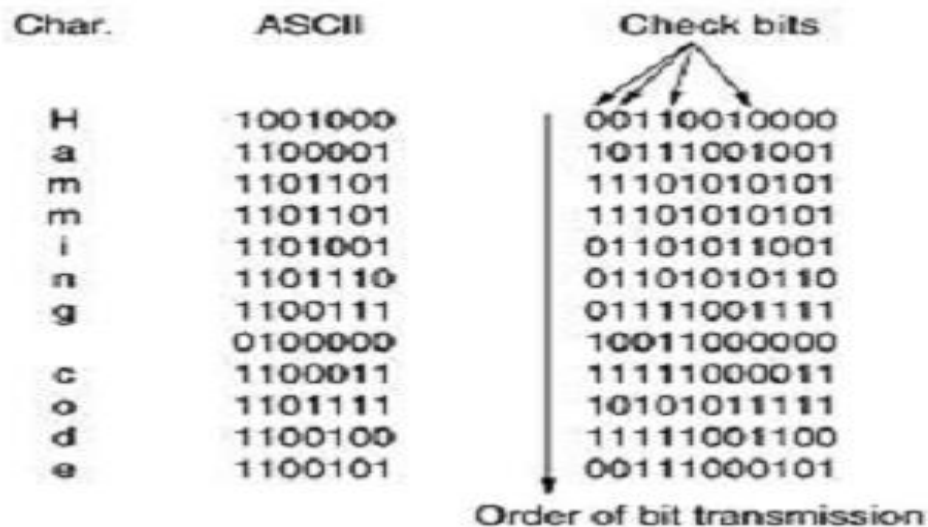 Char. ASCII Check bits
H 1001000 00110010000
a 1100001 10111001001
m 1101101 11101010101
m 1101101 11101010101
i 1101001 01101011001
n 1101110 01101010110
g 1100111 01111001111
0100000 10011000000
c 1100011 11111000011
o 1101111 10101011111
d 1100100 11111001100
e 1100101 00111000101
Order of bit transmission